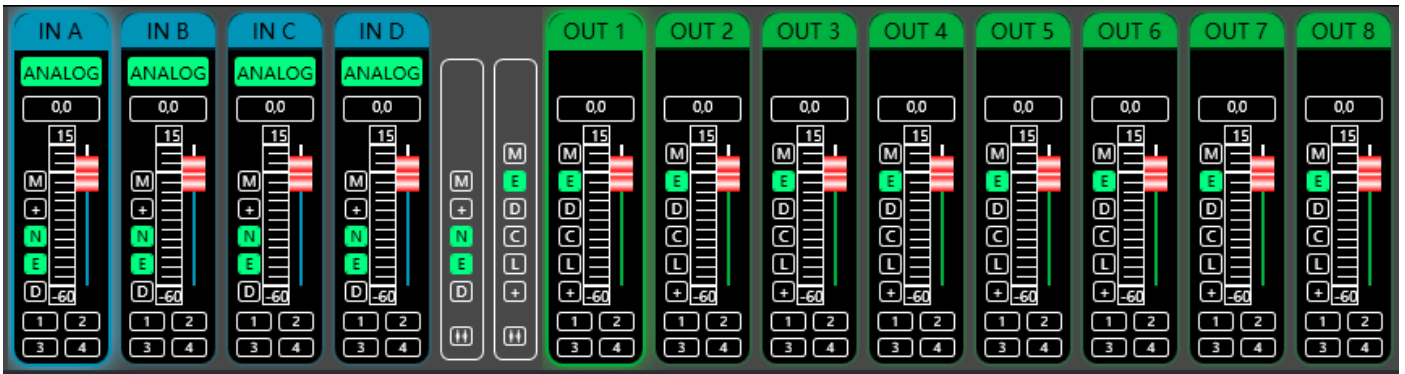 IN A IN B IN C IN D OUT 1 OUT 2 OUT 3 OUT 4 OUT 5 OUT 6 OUT 7 OUT 8
ANALOG ANALOG ANALOG ANALOG
0,0 0,0 0,0 0,0 0,0 0,0 0,0 0,0 0,0 0,0 0,0 0,0
15 15 15 15 15 15 15 15 15 15 15 15
M M M M M M M M M
M M M M M E E E E E E E E E
+ + + + + D D D D D D D D D
N N N N N C C C C C C C C C
E E E E E L L L L L L L L L
D D D D D + + + + + + + + +
-60 -60 -60 -60 -60 -60 -60 -60 -60 -60 -60 -60
1 2 1 2 1 2 1 2 1 2 1 2 1 2 1 2 1 2 1 2 1 2 1 2
3 4 3 4 3 4 3 4 3 4 3 4 3 4 3 4 3 4 3 4 3 4 3 4